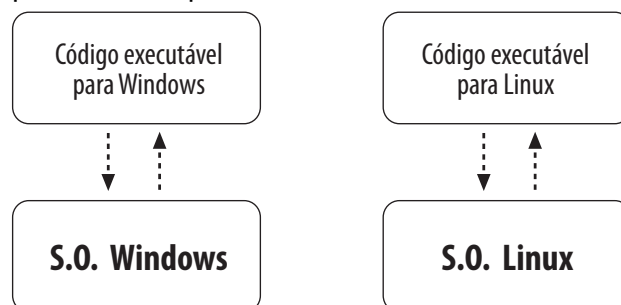 Código executável
para Windows
Código executável
para Linux
S.O. Windows
S.O. Linux